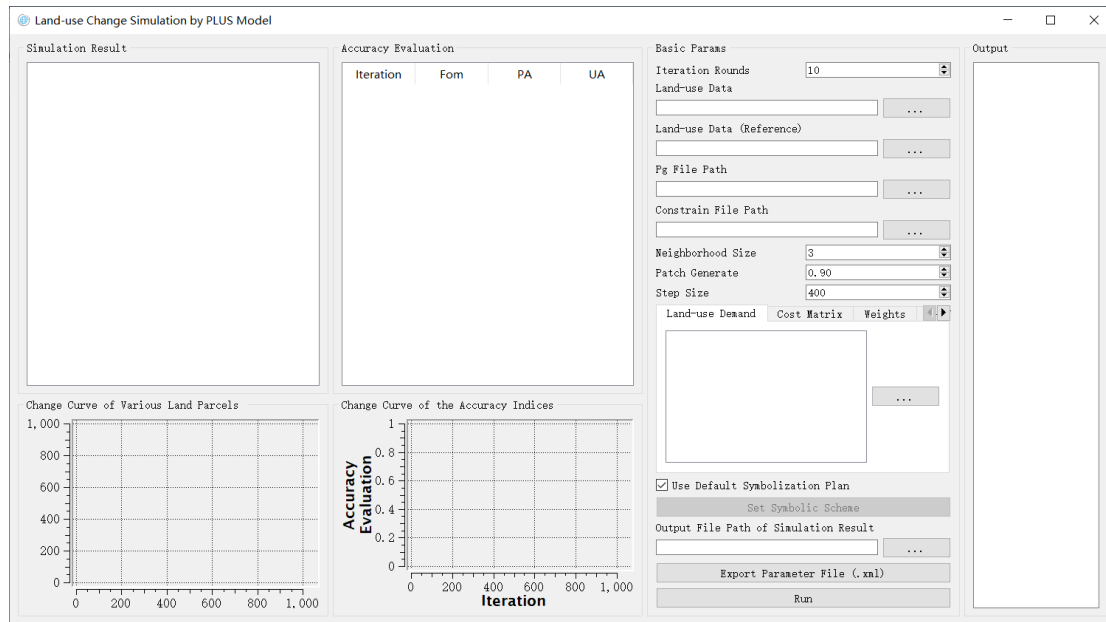 Land-use Change Simulation by PLUS Model
Simulation Result
Accuracy Evaluation
Iteration Fom PA UA
Basic Params
Iteration Rounds 10
Land-use Data
...
Land-use Data (Reference)
...
Pg File Path
...
Constrain File Path
...
Neighborhood Size 3
Patch Generate 0.90
Step Size 400
Land-use Demand Cost Matrix Weights
...
Use Default Symbolization Plan
Set Symbolic Scheme
Output File Path of Simulation Result
...
Export Parameter File (.xml)
Run
Output
Change Curve of Various Land Parcels
1,000
800
600
400
200
0
0 200 400 600 800 1,000
Change Curve of the Accuracy Indices
Accuracy
Evaluation
1
0.8
0.6
0.4
0.2
0
0 200 400 600 800 1,000
Iteration